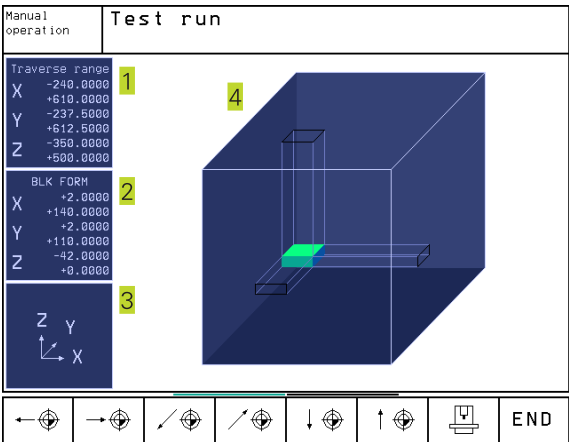 Manual
operation
Test run
Traverse range
X -240.0000
+610.0000
Y -237.5000
+612.5000
Z -350.0000
+500.0000
1
BLK FORM
X +2.0000
+140.0000
Y +2.0000
+110.0000
Z -42.0000
+0.0000
2
Z Y
X
3
4
END